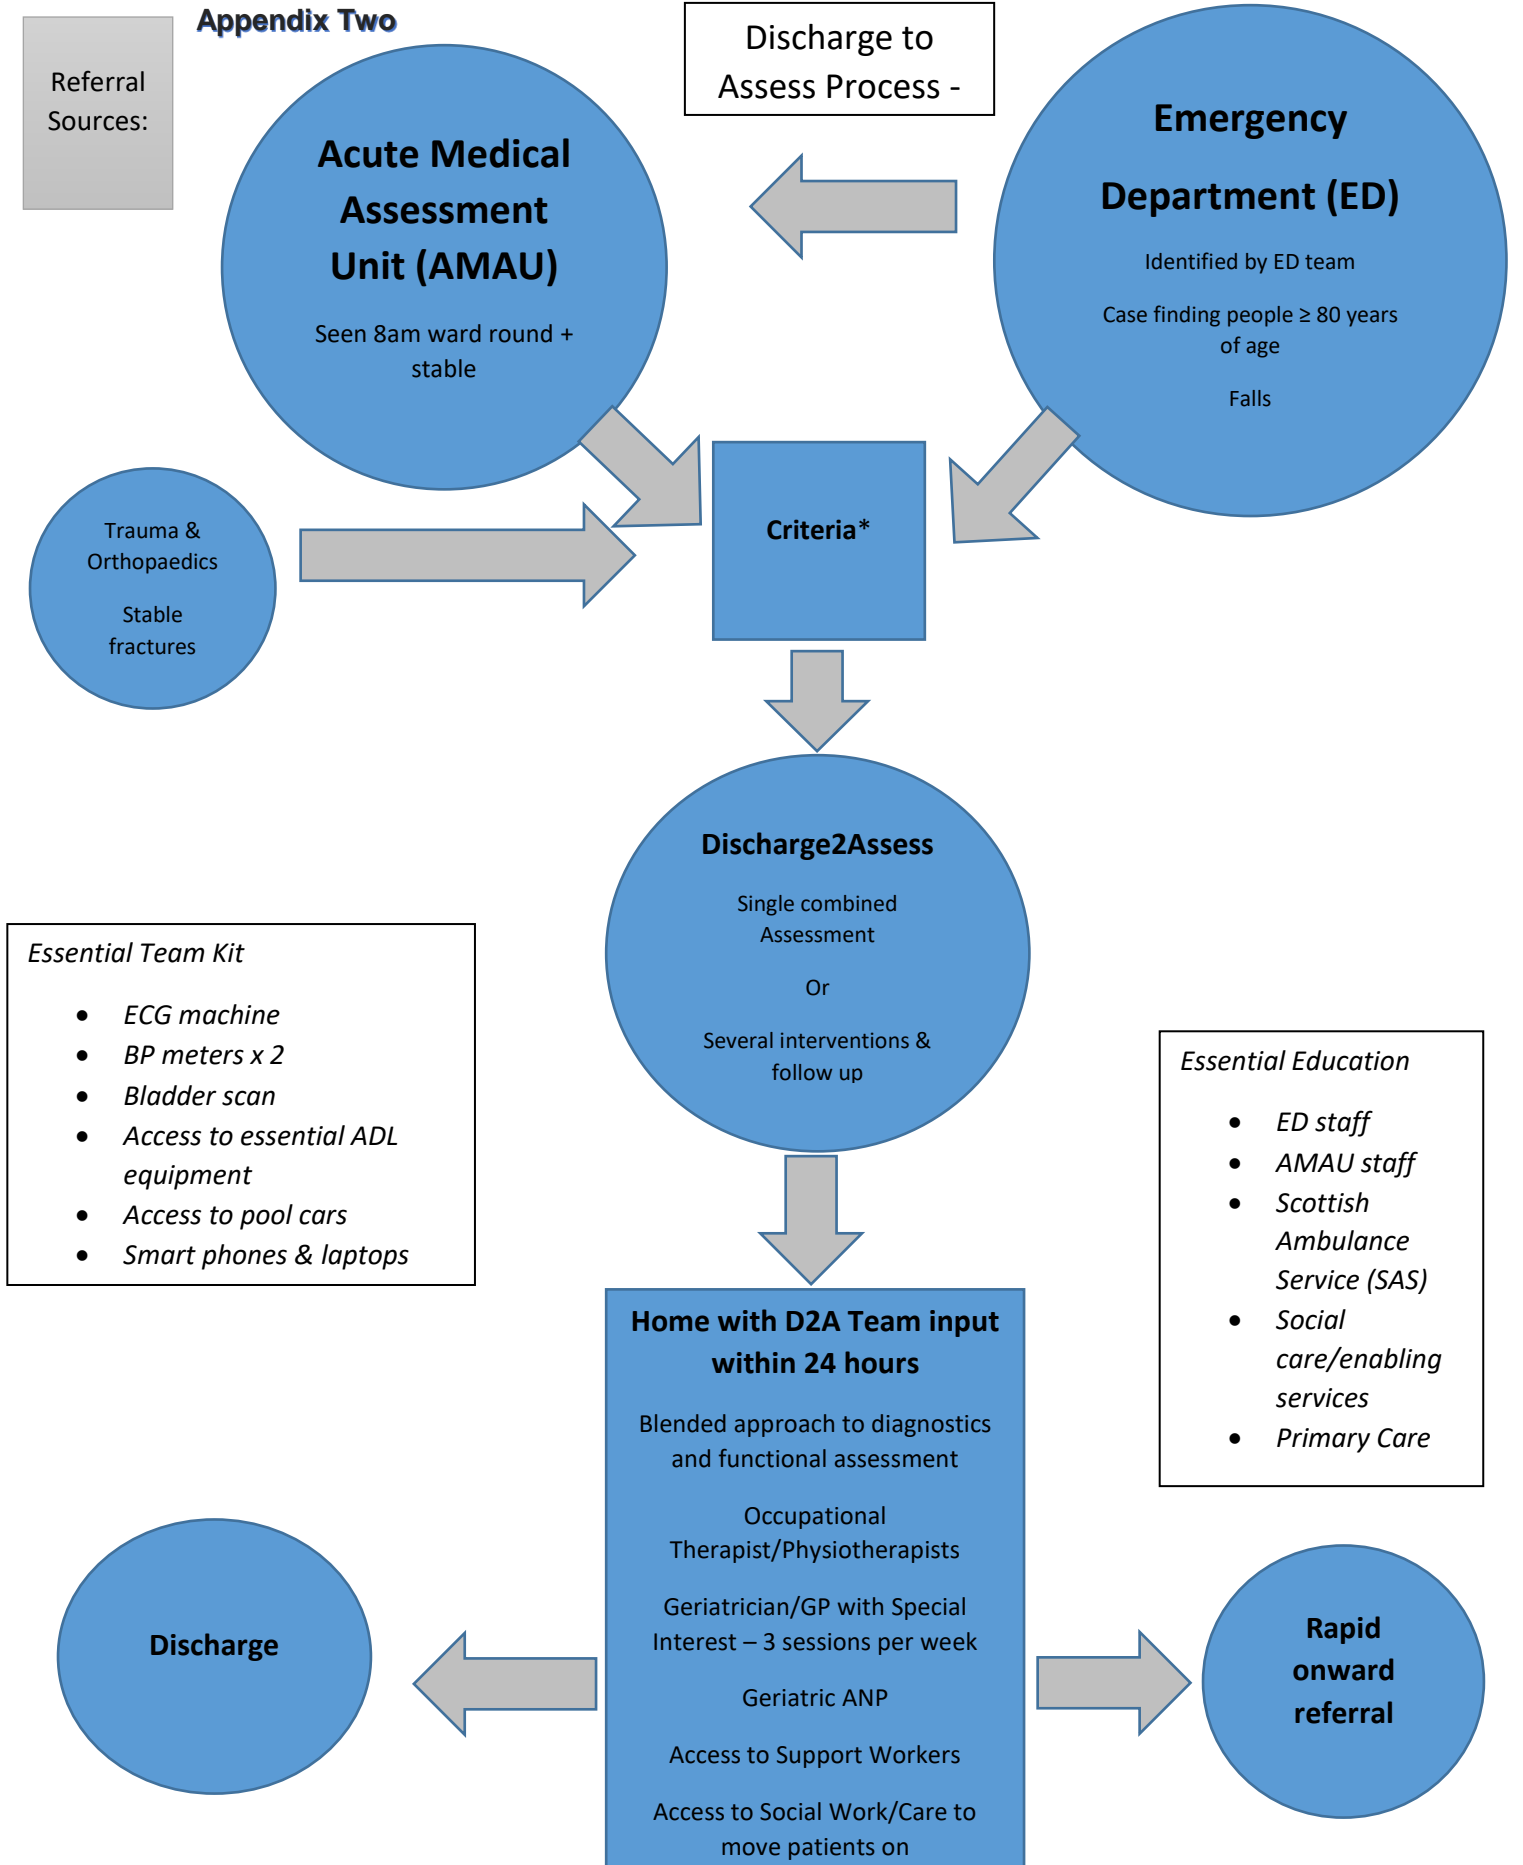 Appendix Two
Referral
Sources:
Discharge to
Assess Process -
Acute Medical
Assessment
Unit (AMAU)
Seen 8am ward round +
stable
Emergency
Department (ED)
Identified by ED team
Case finding people ≥ 80 years
of age
Falls
Trauma &
Orthopaedics
Stable
fractures
Criteria*
Discharge2Assess
Single combined
Assessment
Or
Several interventions &
follow up
Essential Team Kit
• ECG machine
• BP meters x 2
• Bladder scan
• Access to essential ADL
equipment
• Access to pool cars
• Smart phones & laptops
Essential Education
• ED staff
• AMAU staff
• Scottish
Ambulance
Service (SAS)
• Social
care/enabling
services
• Primary Care
Home with D2A Team input
within 24 hours
Blended approach to diagnostics
and functional assessment
Occupational
Therapist/Physiotherapists
Geriatrician/GP with Special
Interest – 3 sessions per week
Geriatric ANP
Access to Support Workers
Access to Social Work/Care to
move patients on
Discharge
Rapid
onward
referral